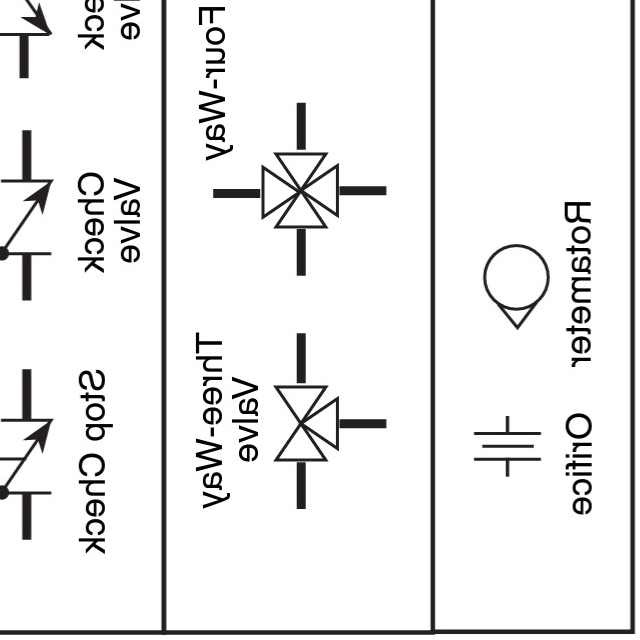 Check
Valve
Stop Check
Four-Way
Three-Way
Valve
Rotameter
Orifice